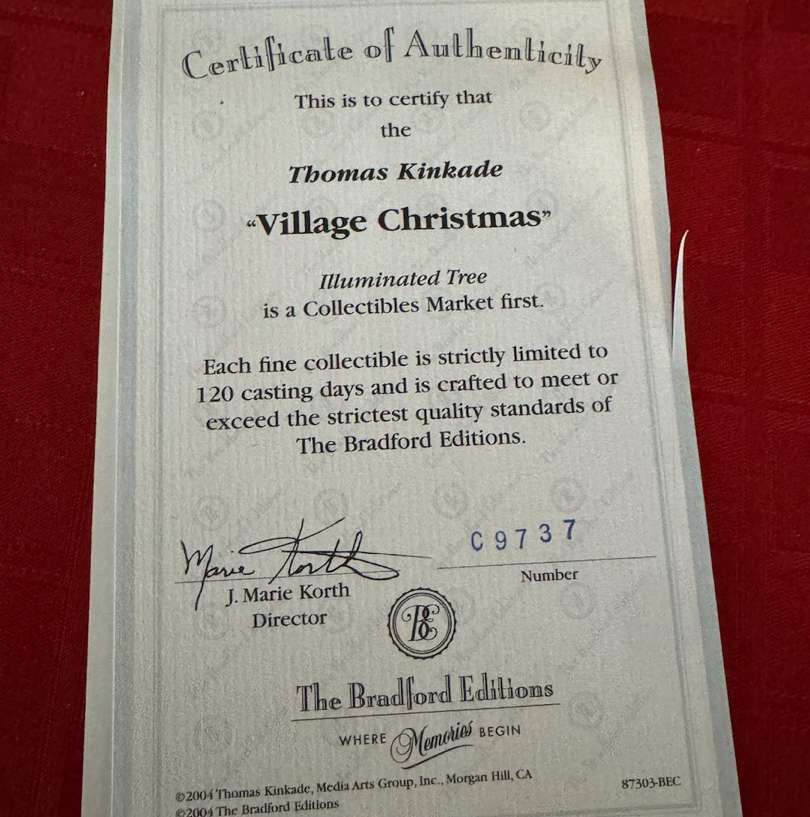 Certificate of Authenticity
This is to certify that
the
Thomas Kinkade
“Village Christmas”
Illuminated Tree
is a Collectibles Market first.
Each fine collectible is strictly limited to
120 casting days and is crafted to meet or
exceed the strictest quality standards of
The Bradford Editions.
Marie Korth
C9737
J. Marie Korth
Number
Director
BE
The Bradford Editions
WHERE Memories BEGIN
©2004 Thomas Kinkade, Media Arts Group, Inc., Morgan Hill, CA
©2004 The Bradford Editions
87303-BEC